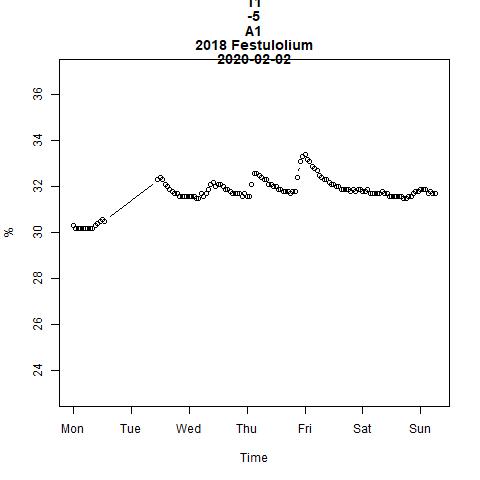 T1
-5
A1
2018 Festulolium
2020-02-02
36
34
32
30
28
26
24
%
Mon Tue Wed Thu Fri Sat Sun
Time